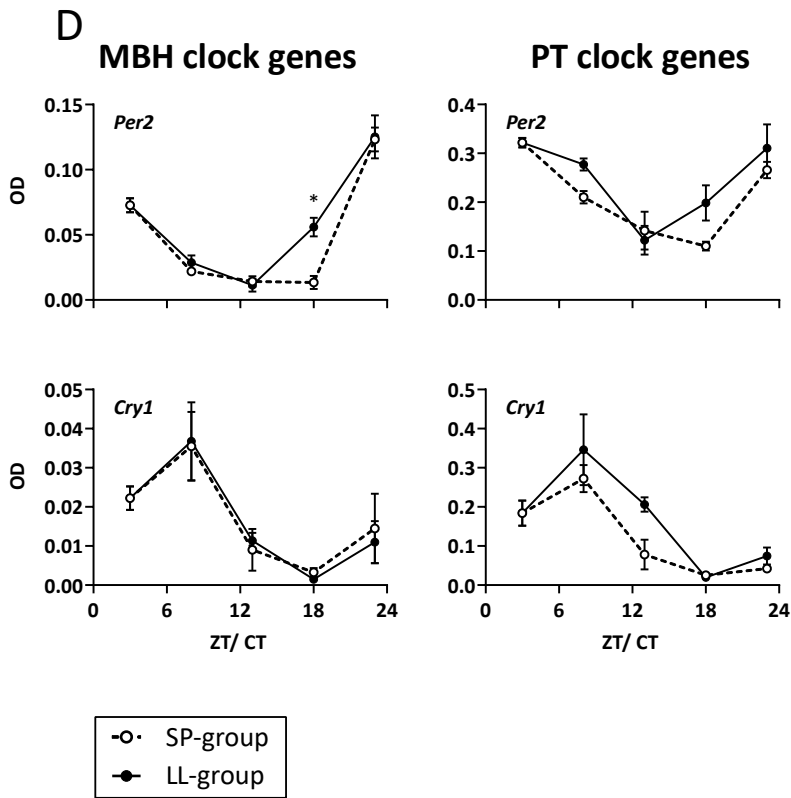 D
MBH clock genes
PT clock genes
0.15
0.10
0.05
0.00
OD
Per2
*
0.4
0.3
0.2
0.1
0.0
Per2
0.05
0.04
0.03
0.02
0.01
0.00
OD
Cry1
0 6 12 18 24
ZT/ CT
0.5
0.4
0.3
0.2
0.1
0.0
Cry1
0 6 12 18 24
ZT/ CT
SP-group
LL-group